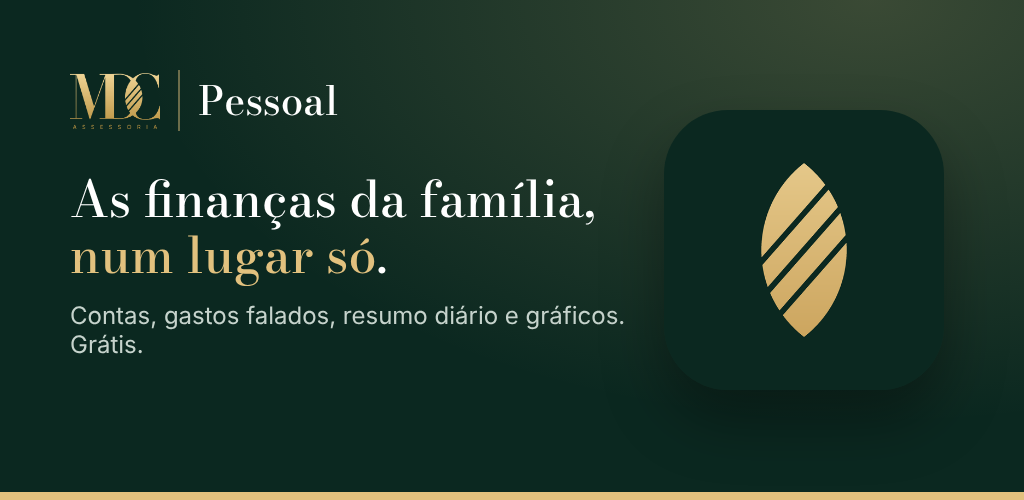 MDC
ASSESSORIA
Pessoal
As finanças da família,
num lugar só.
Contas, gastos falados, resumo diário e gráficos.
Grátis.